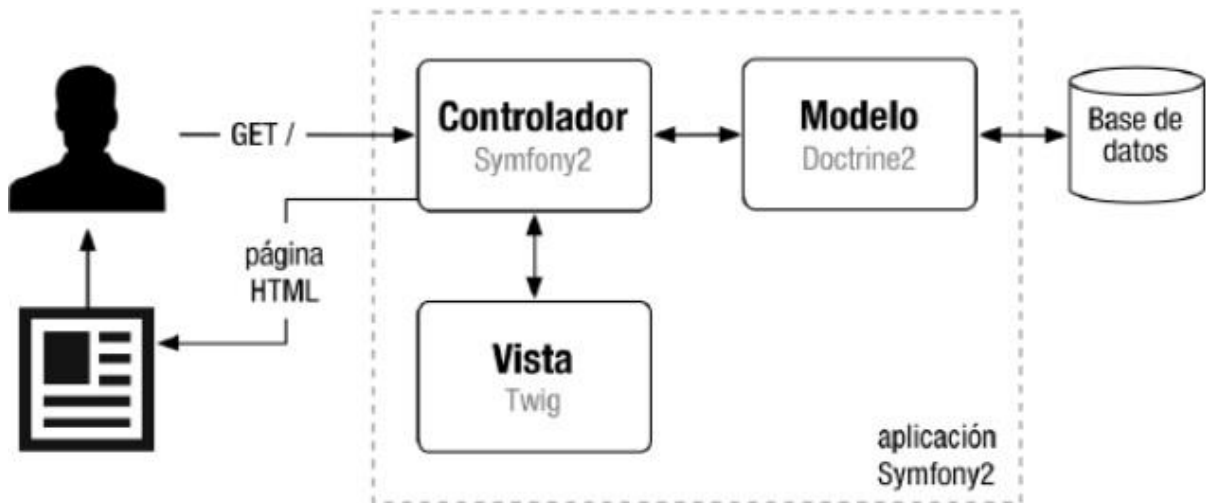 GET /
Controlador
Symfony2
Modelo
Doctrine2
Base de
datos
página
HTML
Vista
Twig
aplicación
Symfony2